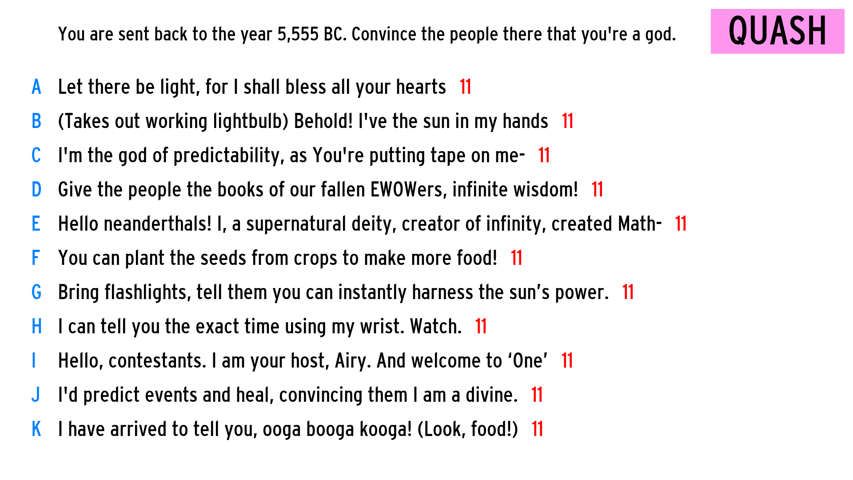 You are sent back to the year 5,555 BC. Convince the people there that you're a god.
QUASH
A Let there be light, for I shall bless all your hearts 11
B (Takes out working lightbulb) Behold! I've the sun in my hands 11
C I'm the god of predictability, as You're putting tape on me- 11
D Give the people the books of our fallen EWOWers, infinite wisdom! 11
E Hello neanderthals! I, a supernatural deity, creator of infinity, created Math- 11
F You can plant the seeds from crops to make more food! 11
G Bring flashlights, tell them you can instantly harness the sun’s power. 11
H I can tell you the exact time using my wrist. Watch. 11
I Hello, contestants. I am your host, Airy. And welcome to ‘One’ 11
J I'd predict events and heal, convincing them I am a divine. 11
K I have arrived to tell you, ooga booga kooga! (Look, food!) 11